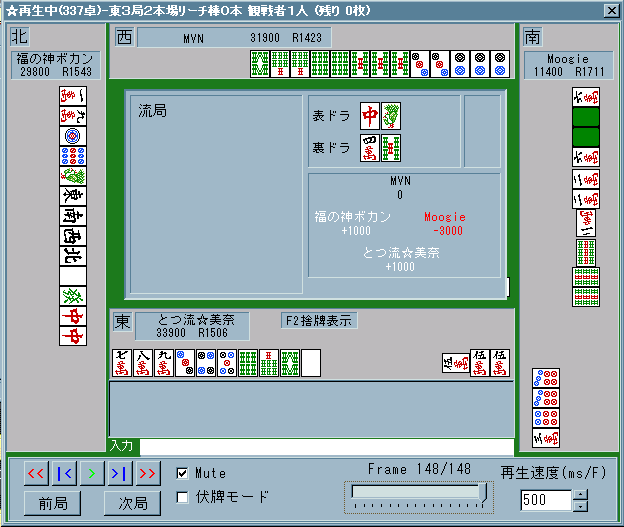 ☆再生中(337卓)-東3局2本場リーチ棒0本 観戦者1人 (残り 0枚)
北
福の神ボカン
29800 R1543
西
MVN 31900 R1423
南
Moogie
11400 R1711
流局
表ドラ
裏ドラ
MVN
0
福の神ボカン
+1000
Moogie
-3000
とつ流☆美奈
+1000
東
とつ流☆美奈
33900 R1506
F2捨牌表示
入力
<< |< > >| >>
Mute
前局
次局
伏牌モード
Frame 148/148
再生速度(ms/F)
500